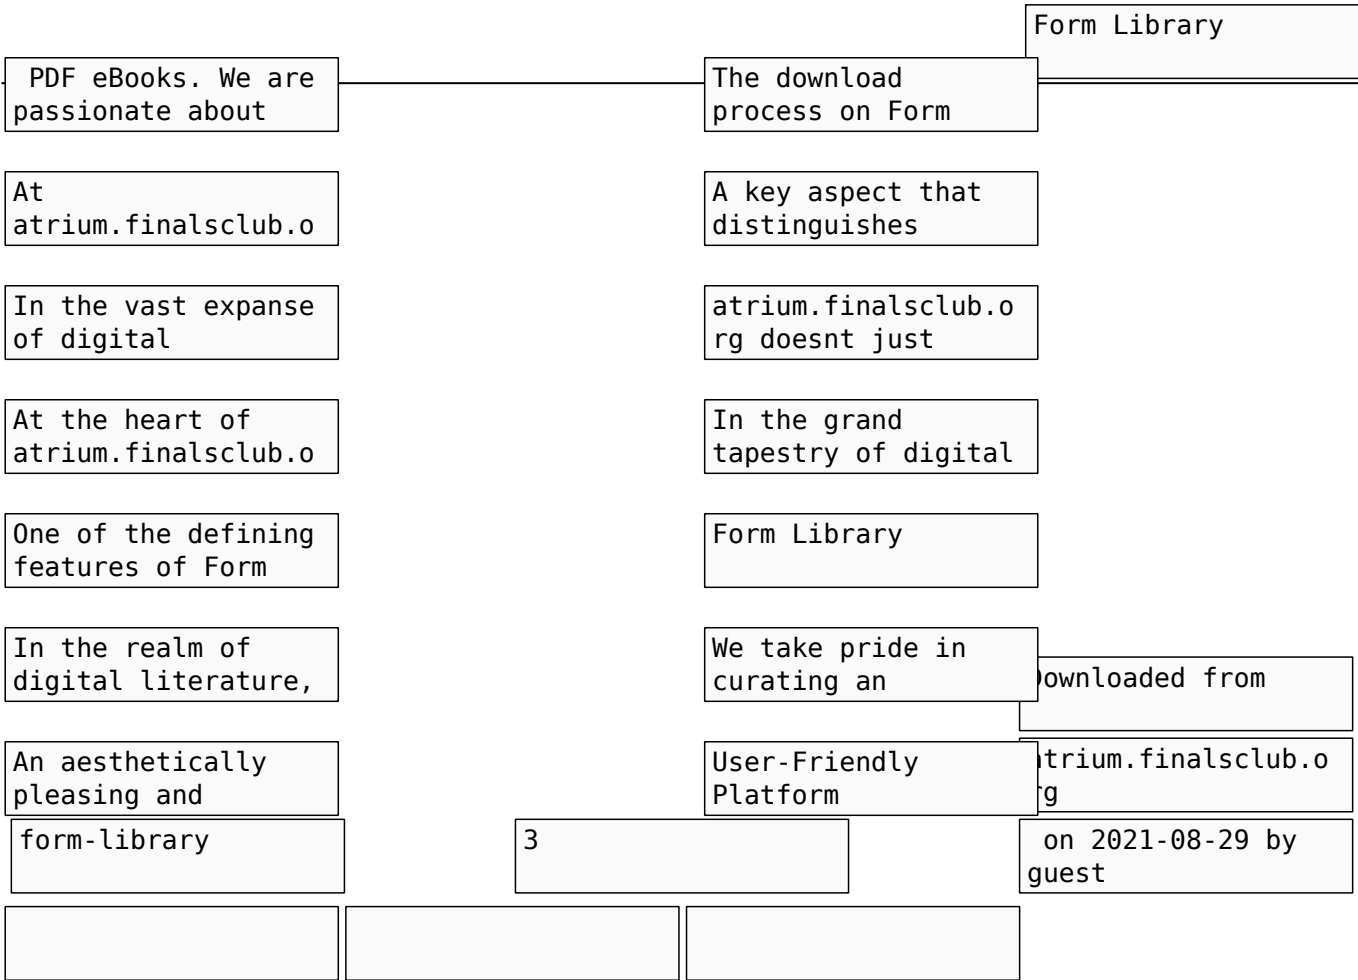 Form Library
PDF eBooks. We are
passionate about
At
atrium.finalsclub.o
In the vast expanse
of digital
At the heart of
atrium.finalsclub.o
One of the defining
features of Form
In the realm of
digital literature,
An aesthetically
pleasing and
The download
process on Form
A key aspect that
distinguishes
atrium.finalsclub.o
rg doesnt just
In the grand
tapestry of digital
Form Library
We take pride in
curating an
User-Friendly
Platform
Downloaded from
atrium.finalsclub.o
rg
on 2021-08-29 by
guest
form-library
3